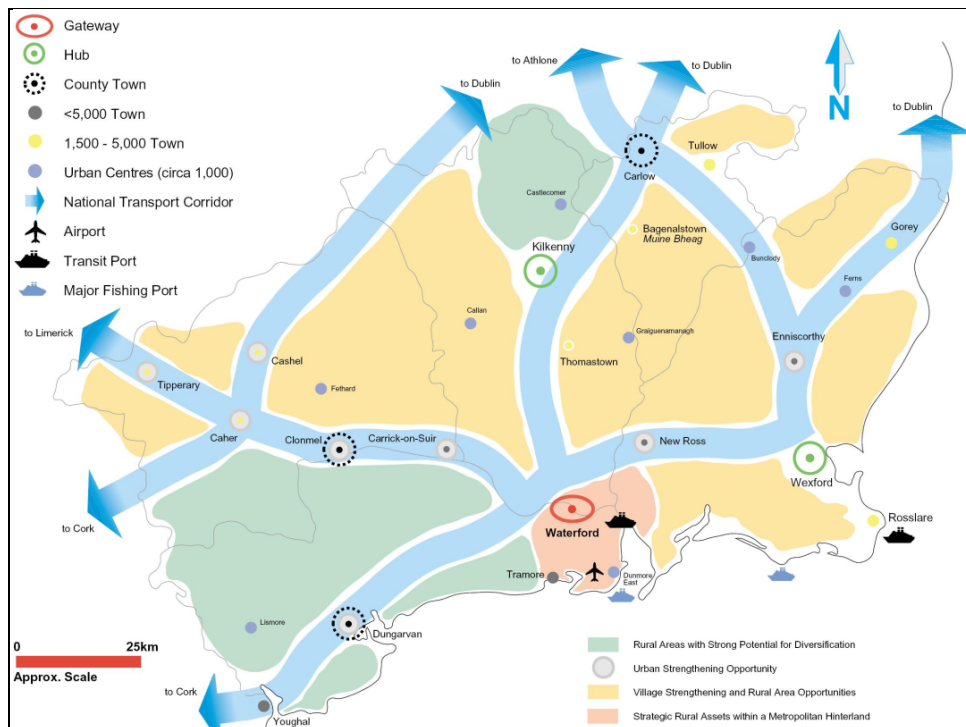 Gateway
Hub
County Town
<5,000 Town
1,500 - 5,000 Town
Urban Centres (circa 1,000)
National Transport Corridor
Airport
Transit Port
Major Fishing Port
to Athlone
to Dublin
to Dublin
to Dublin
N
Tullow
Carlow
Castlecomer
Bagenalstown
Muine Bheag
Kilkenny
Gorey
Bunclody
Ferns
Callan
Graiguenamanagh
to Limerick
Enniscorthy
Thomastown
Cashel
Tipperary
Fethard
Caher
Clonmel
Carrick-on-Suir
New Ross
Wexford
to Cork
Waterford
Rosslare
Tramore
Dunmore
East
Lismore
Dungarvan
0 25km
Approx. Scale
to Cork
Youghal
Rural Areas with Strong Potential for Diversification
Urban Strengthening Opportunity
Village Strengthening and Rural Area Opportunities
Strategic Rural Assets within a Metropolitan Hinterland